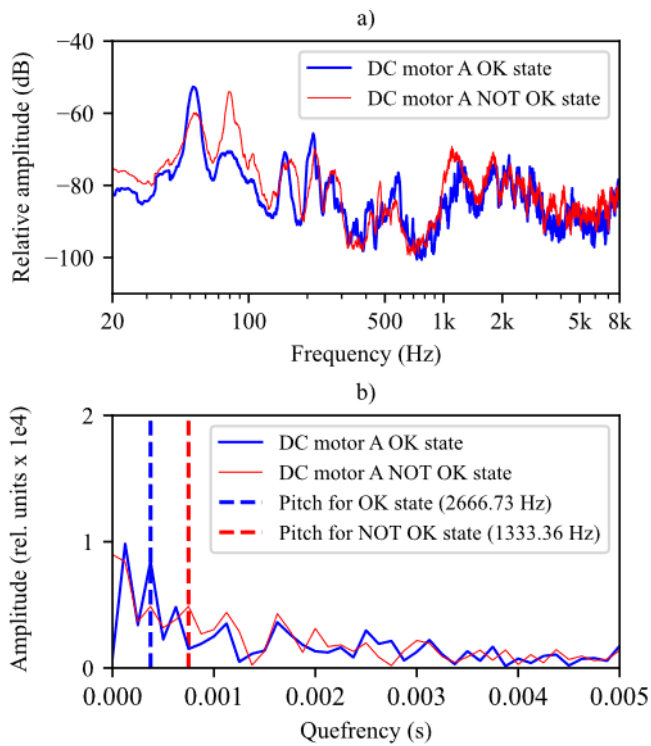 a)
Relative amplitude (dB)
−40
−60
−80
−100
DC motor A OK state
DC motor A NOT OK state
20
100
500
1k
2k
5k
8k
Frequency (Hz)
b)
Amplitude (rel. units x 1e4)
2
1
0
DC motor A OK state
DC motor A NOT OK state
Pitch for OK state (2666.73 Hz)
Pitch for NOT OK state (1333.36 Hz)
0.000
0.001
0.002
0.003
0.004
0.005
Quefrency (s)